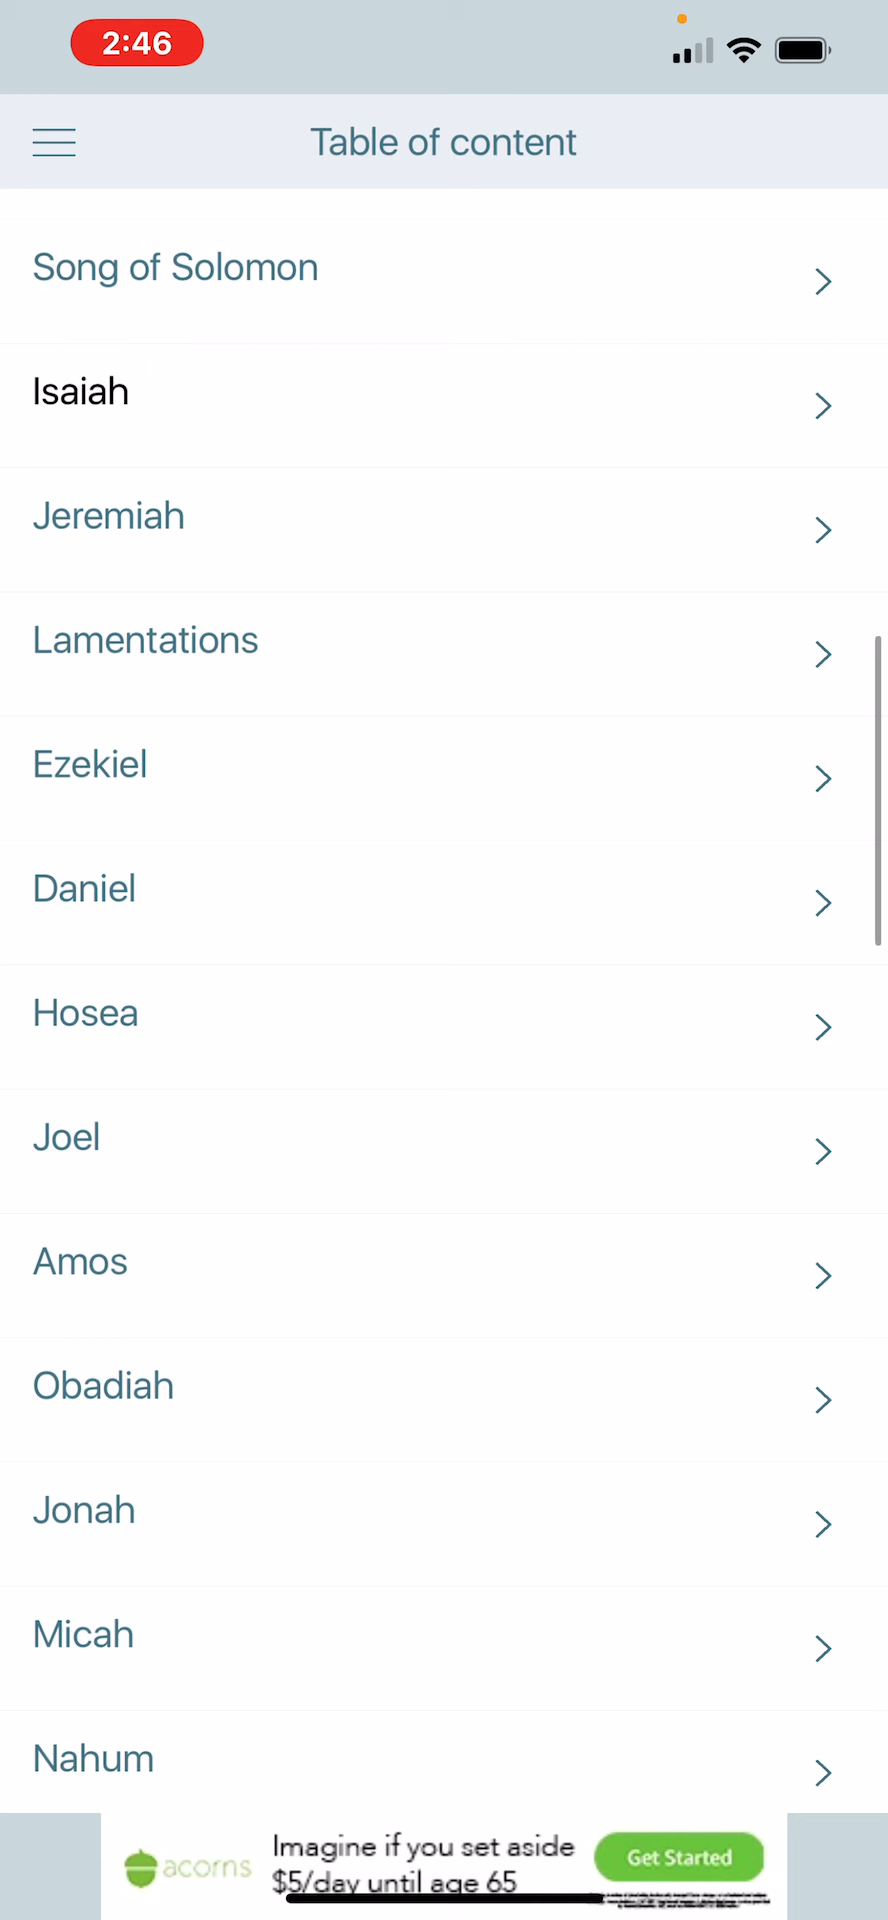 2:46
Table of content
Song of Solomon
Isaiah
Jeremiah
Lamentations
Ezekiel
Daniel
Hosea
Joel
Amos
Obadiah
Jonah
Micah
Nahum
acorns
Imagine if you set aside
$5/day until age 65
Get Started